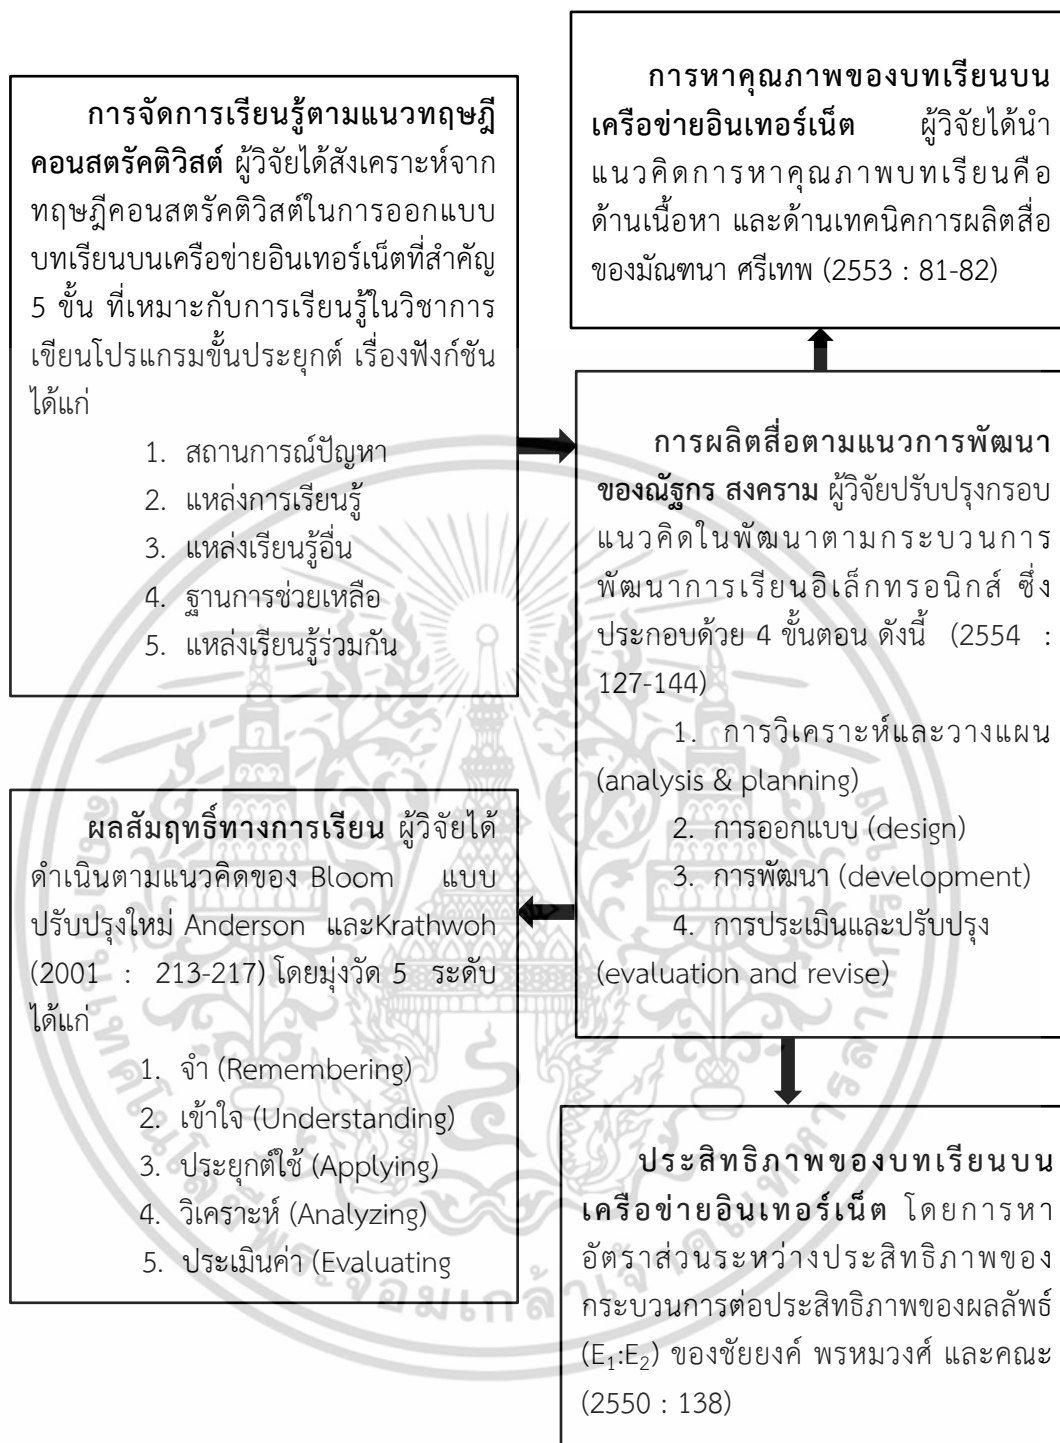 การจัดการเรียนรู้ตามแนวทฤษฎี
คอนสตรัคติวิสต์ ผู้วิจัยได้สังเคราะห์จาก
ทฤษฎีคอนสตรัคติวิสต์ในการออกแบบ
บทเรียนบนเครือข่ายอินเทอร์เน็ตที่สำคัญ
5 ขั้น ที่เหมาะกับการเรียนรู้ในวิชาการ
เขียนโปรแกรมขั้นประยุกต์ เรื่องฟังก์ชัน
ได้แก่
1. สถานการณ์ปัญหา
2. แหล่งการเรียนรู้
3. แหล่งเรียนรู้อื่น
4. ฐานการช่วยเหลือ
5. แหล่งเรียนรู้ร่วมกัน
การหาคุณภาพของบทเรียนบน
เครือข่ายอินเทอร์เน็ต ผู้วิจัยได้นำ
แนวคิดการหาคุณภาพบทเรียนคือ
ด้านเนื้อหา และด้านเทคนิคการผลิตสื่อ
ของมัณฑนา ศรีเทพ (2553 : 81-82)
การผลิตสื่อตามแนวการพัฒนา
ของณัฐกร สงคราม ผู้วิจัยปรับปรุงกรอบ
แนวคิดในพัฒนาตามกระบวนการ
พัฒนาการเรียนอิเล็กทรอนิกส์ ซึ่ง
ประกอบด้วย 4 ขั้นตอน ดังนี้ (2554 :
127-144)
1. การวิเคราะห์และวางแผน
(analysis & planning)
2. การออกแบบ (design)
3. การพัฒนา (development)
4. การประเมินและปรับปรุง
(evaluation and revise)
ผลสัมฤทธิ์ทางการเรียน ผู้วิจัยได้
ดำเนินตามแนวคิดของ Bloom แบบ
ปรับปรุงใหม่ Anderson และKrathwoh
(2001 : 213-217) โดยมุ่งวัด 5 ระดับ
ได้แก่
1. จำ (Remembering)
2. เข้าใจ (Understanding)
3. ประยุกต์ใช้ (Applying)
4. วิเคราะห์ (Analyzing)
5. ประเมินค่า (Evaluating
ประสิทธิภาพของบทเรียนบน
เครือข่ายอินเทอร์เน็ต โดยการหา
อัตราส่วนระหว่างประสิทธิภาพของ
กระบวนการต่อประสิทธิภาพของผลลัพธ์
(E₁:E₂) ของชัยยงค์ พรหมวงศ์ และคณะ
(2550 : 138)